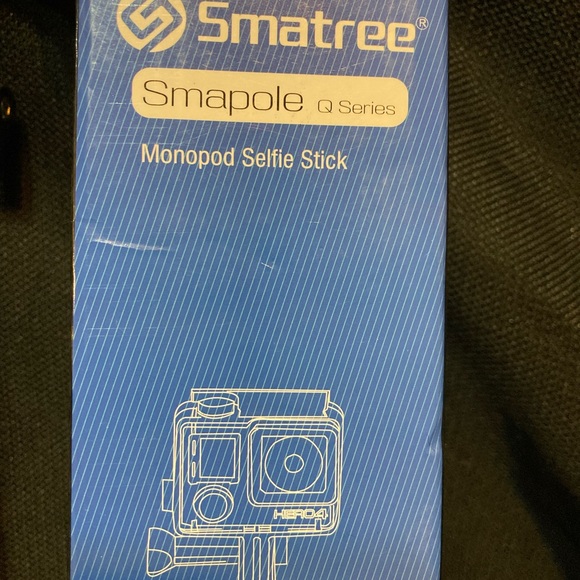 Smatree®
Smapole Q Series
Monopod Selfie Stick
HERO4